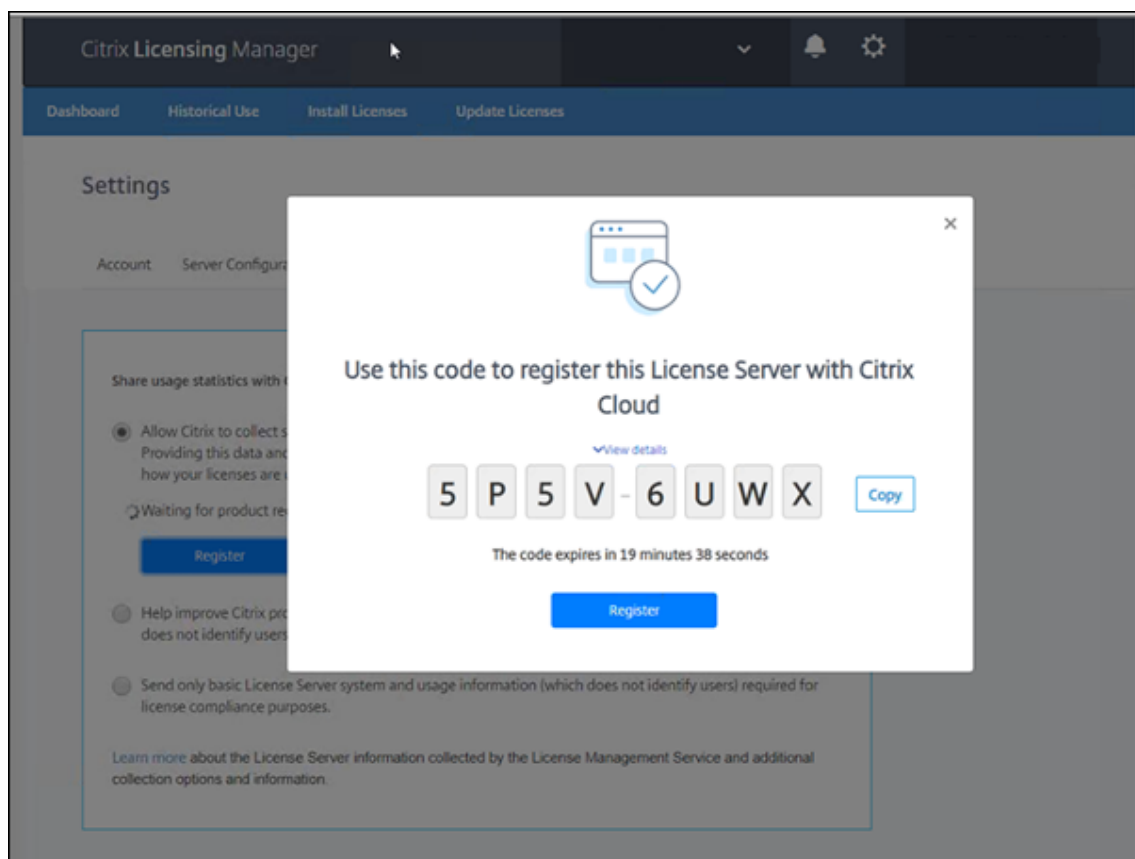 Citrix Licensing Manager
Dashboard Historical Use Install Licenses Update Licenses
Settings
Account Server
Share usage statistics with
Allow Citrix to collect
Providing this data and
how your licenses are
Waiting for product
Register
Help improve Citrix
does not identify users
Send only basic License Server system and usage information (which does not identify users) required for
license compliance purposes.
Learn more about the License Server information collected by the License Management Service and additional
collection options and information.
×
Use this code to register this License Server with Citrix
Cloud
View details
5 P 5 V - 6 U W X Copy
The code expires in 19 minutes 38 seconds
Register